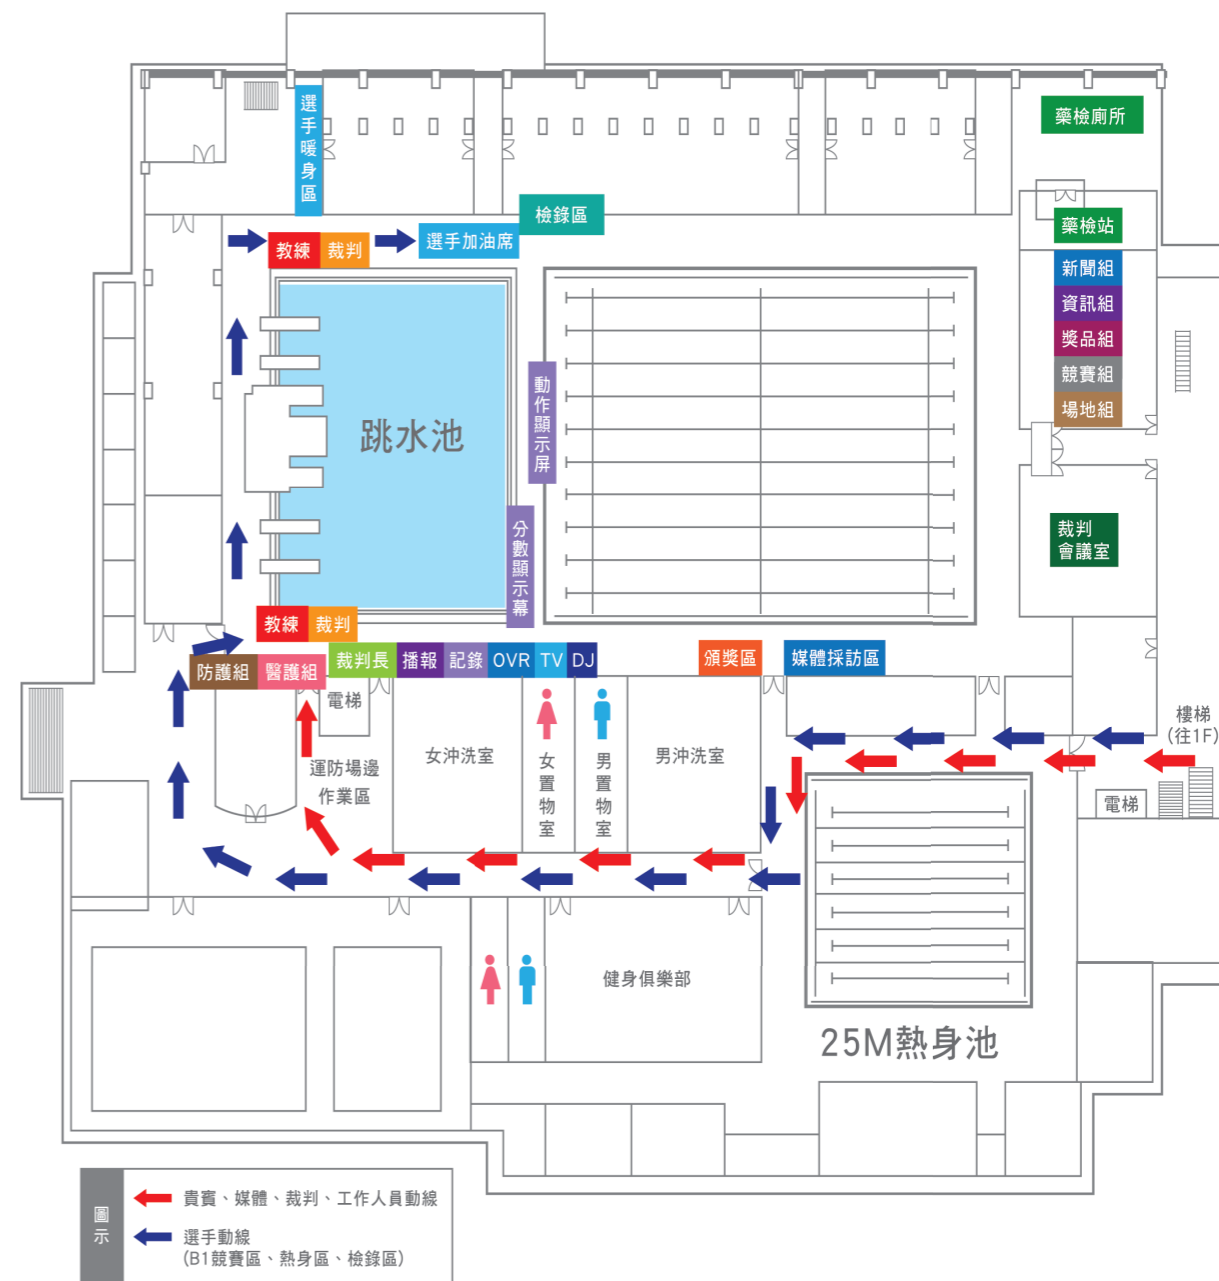 選手暖身區
藥檢廁所
檢錄區
藥檢站
教練
裁判
選手加油席
新聞組
資訊組
獎品組
競賽組
場地組
動作顯示屏
跳水池
分數顯示幕
裁判
會議室
教練
裁判
防護組
醫護組
裁判長
播報
記錄
OVR
TV
DJ
頒獎區
媒體採訪區
電梯
樓梯
(往1F)
女沖洗室
女置物室
男置物室
男沖洗室
運防場邊
作業區
電梯
健身俱樂部
25M熱身池
圖示
貴賓、媒體、裁判、工作人員動線
選手動線
(B1競賽區、熱身區、檢錄區)